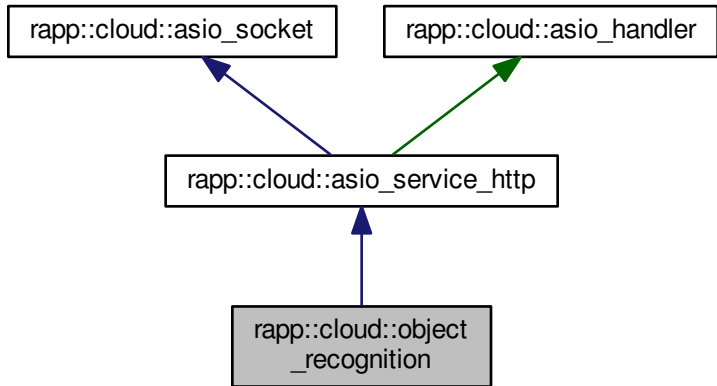 rapp::cloud::asio_socket
rapp::cloud::asio_handler
rapp::cloud::asio_service_http
rapp::cloud::object
_recognition